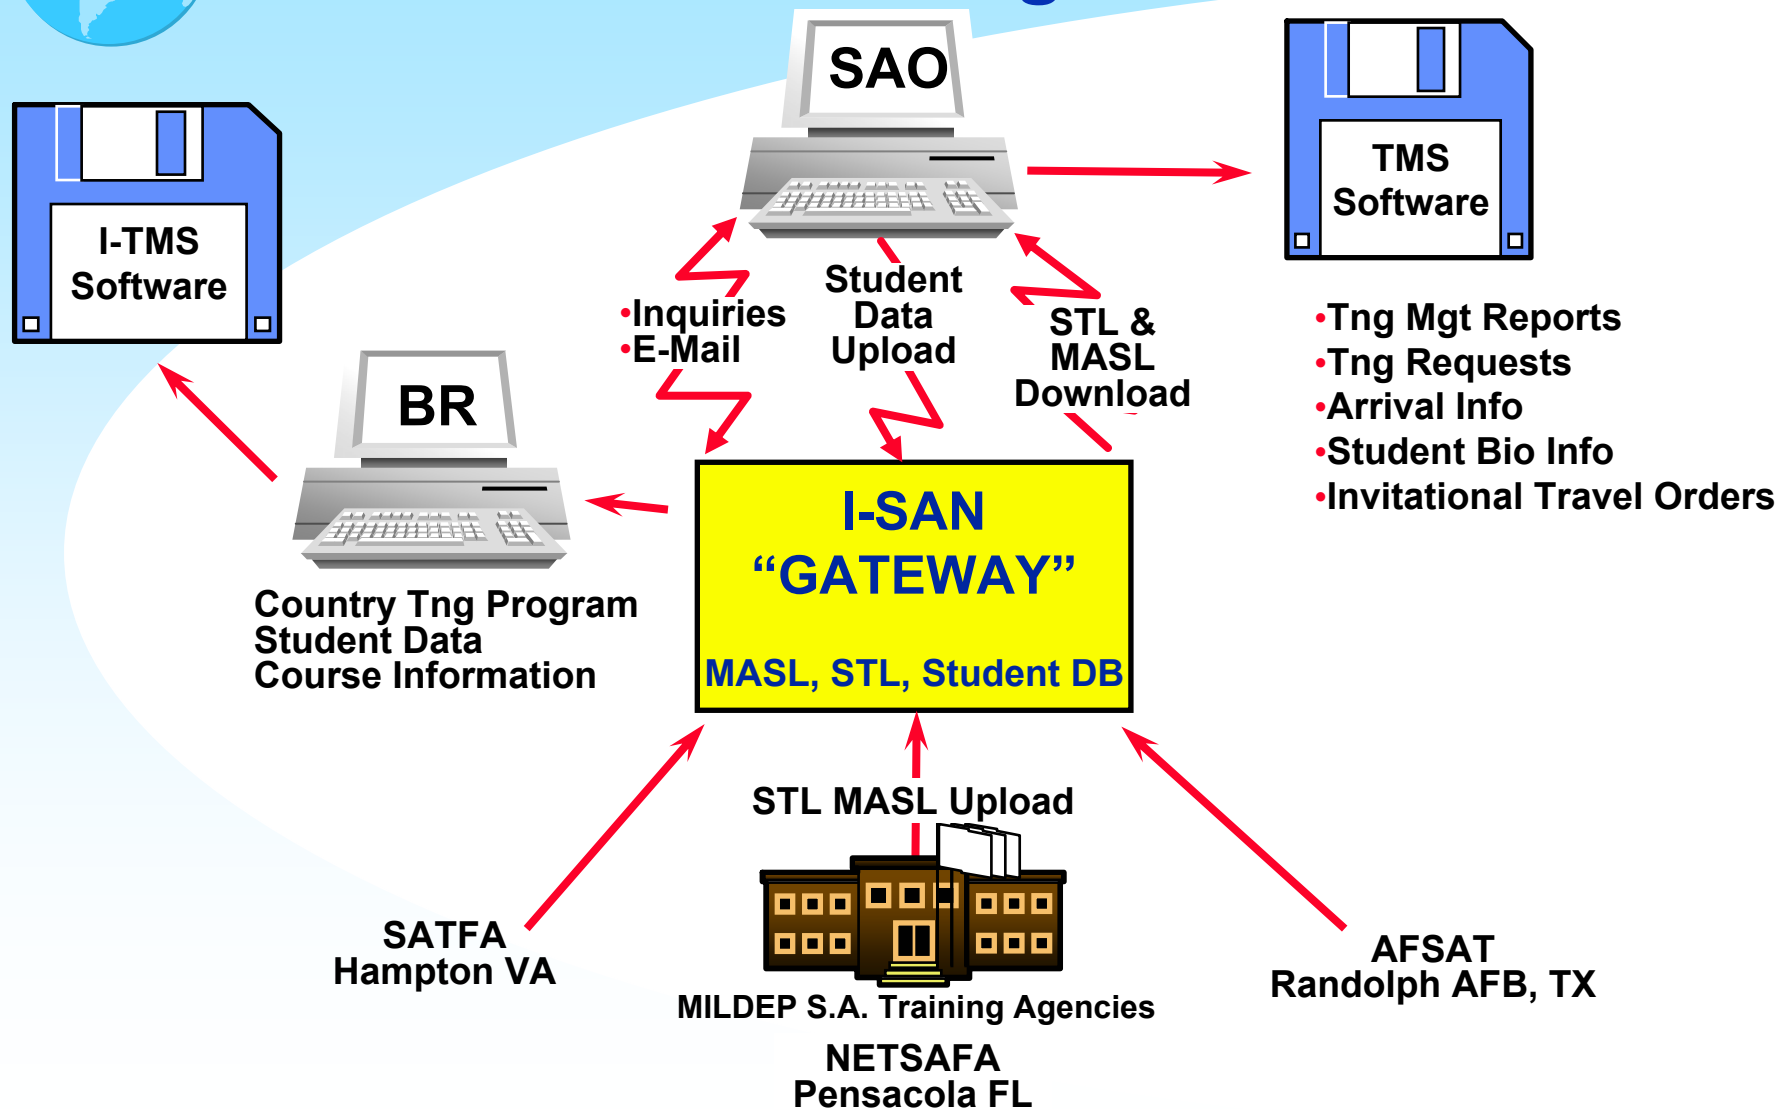 SAO
TMS
Software
I-TMS
Software
•Inquiries
•E-Mail
Student
Data
Upload
STL &
MASL
Download
•Tng Mgt Reports
•Tng Requests
•Arrival Info
•Student Bio Info
•Invitational Travel Orders
BR
Country Tng Program
Student Data
Course Information
I-SAN
“GATEWAY”
MASL, STL, Student DB
STL MASL Upload
SATFA
Hampton VA
MILDEP S.A. Training Agencies
NETSAFA
Pensacola FL
AFSAT
Randolph AFB, TX